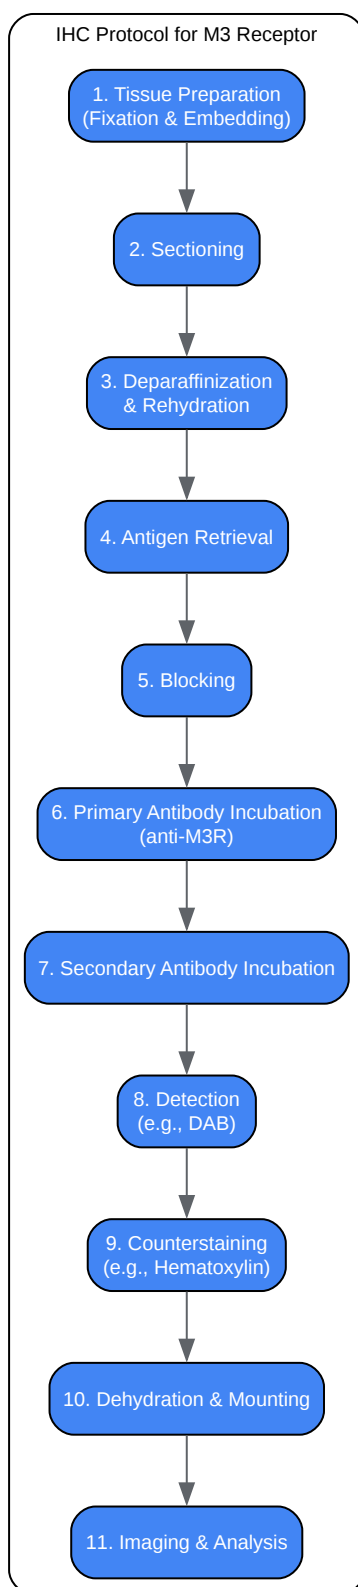 IHC Protocol for M3 Receptor
1. Tissue Preparation
(Fixation & Embedding)
2. Sectioning
3. Deparaffinization
& Rehydration
4. Antigen Retrieval
5. Blocking
6. Primary Antibody Incubation
(anti-M3R)
7. Secondary Antibody Incubation
8. Detection
(e.g., DAB)
9. Counterstaining
(e.g., Hematoxylin)
10. Dehydration & Mounting
11. Imaging & Analysis